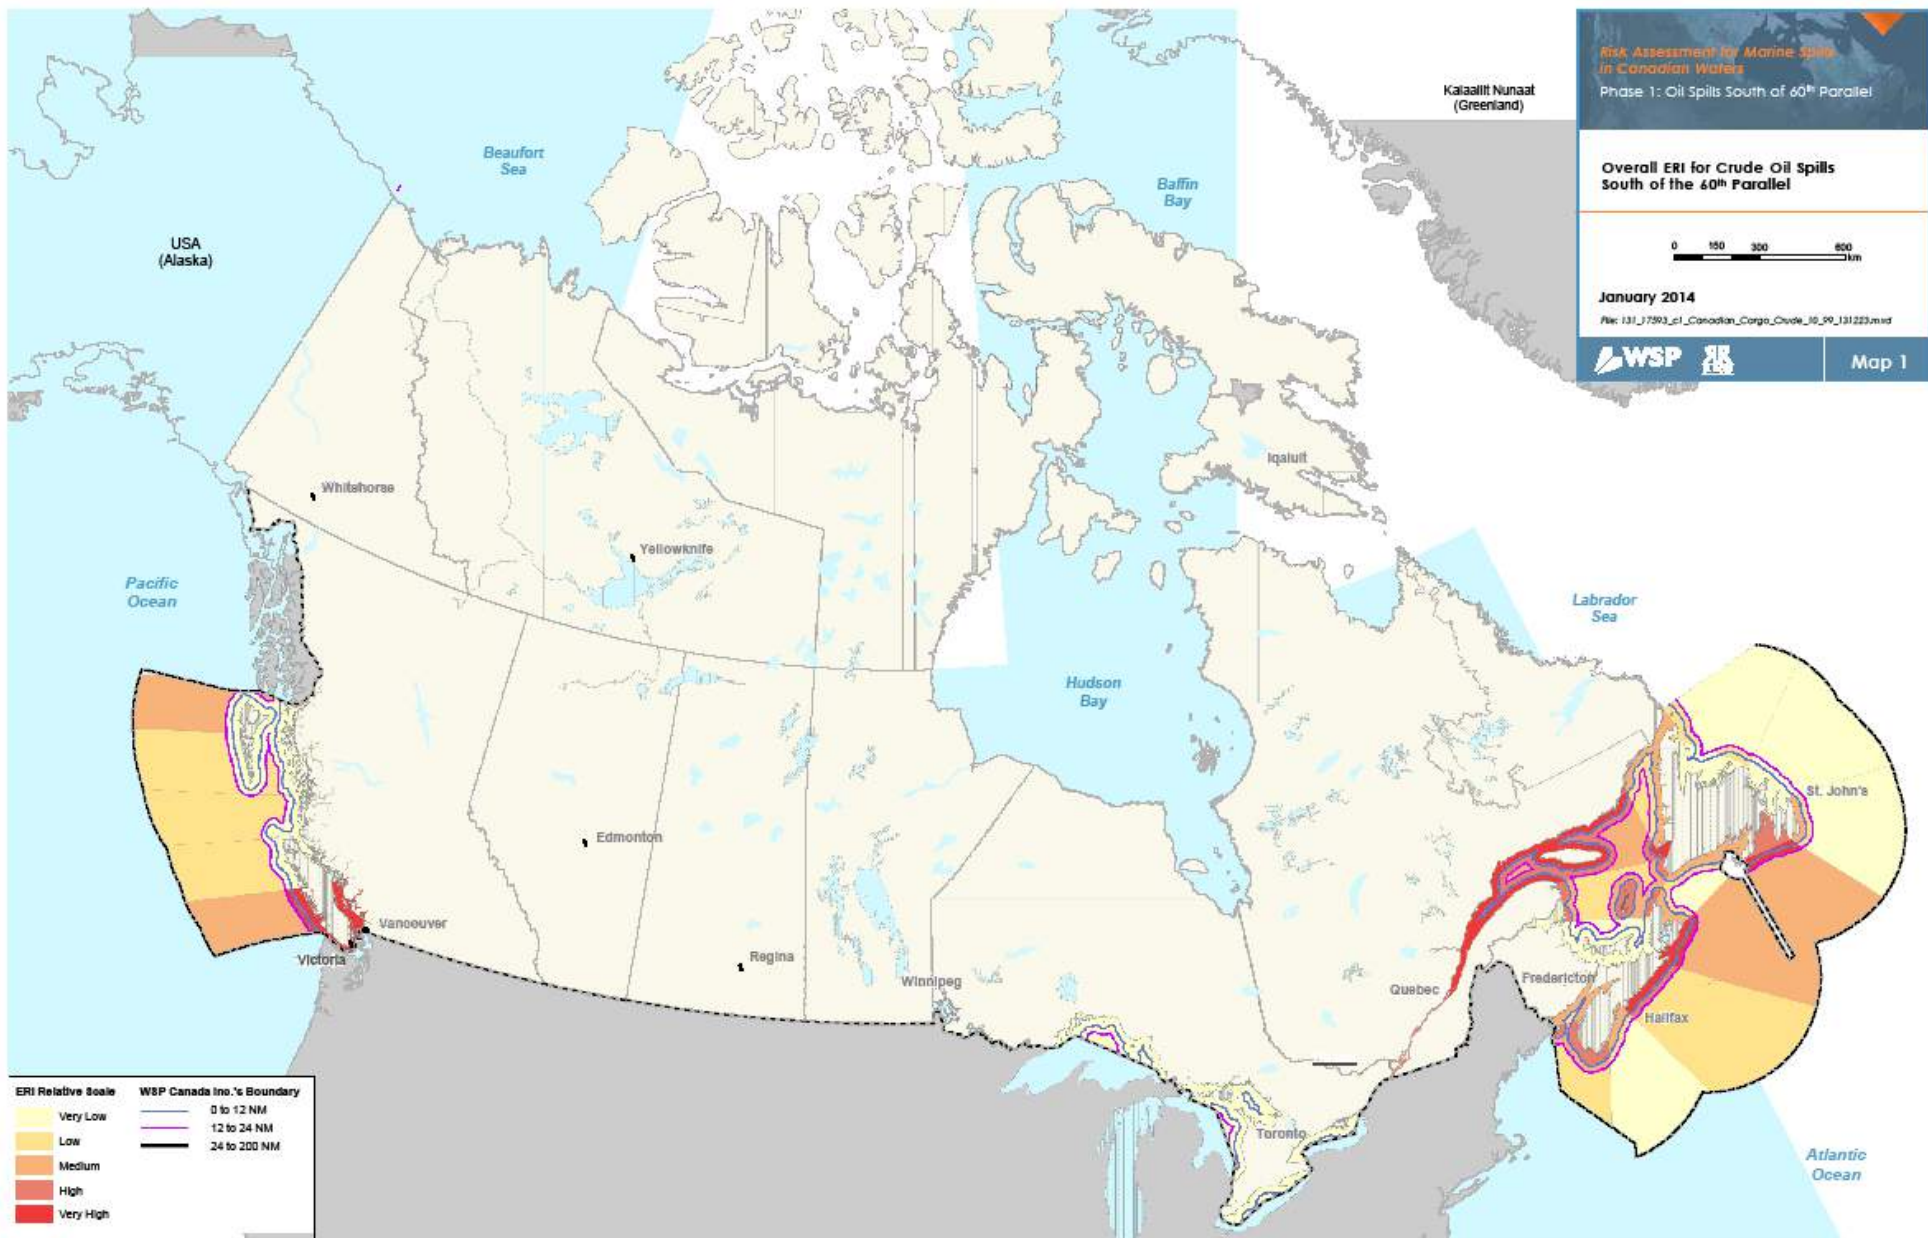 Risk Assessment for Marine Spills
in Canadian Waters
Phase 1: Oil Spills South of 60th Parallel
Overall ERI for Crude Oil Spills
South of the 60th Parallel
0 150 300 600
km
January 2014
File: 131_17593_c1_Canadian_Cargo_Crude_10_99_131223.mxd
WSP
Map 1
Kalaallit Nunaat
(Greenland)
Beaufort
Sea
Baffin
Bay
USA
(Alaska)
Iqaluit
Whitehorse
Yellowknife
Pacific
Ocean
Labrador
Sea
Hudson
Bay
St. John's
Edmonton
Vancouver
Victoria
Regina
Winnipeg
Quebec
Fredericton
Halifax
Toronto
Atlantic
Ocean
ERI Relative Scale
Very Low
Low
Medium
High
Very High
WSP Canada Inc.'s Boundary
0 to 12 NM
12 to 24 NM
24 to 200 NM